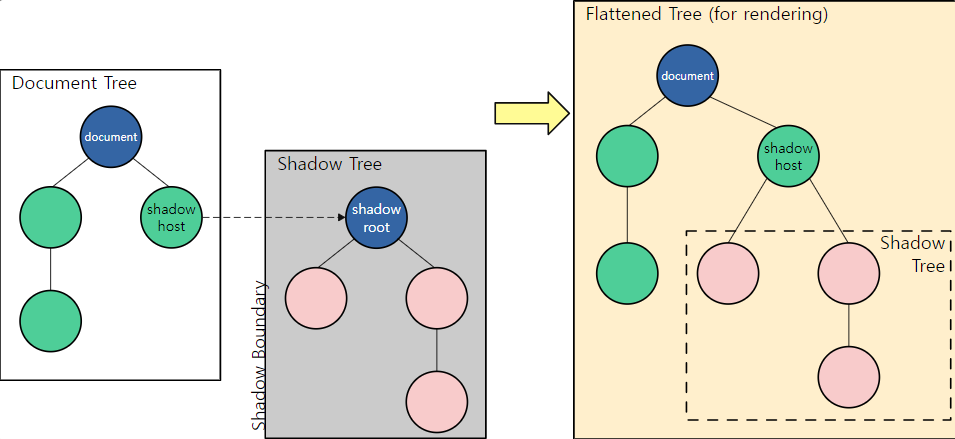 Document Tree
document
shadow
host
Shadow Tree
shadow
root
Shadow Boundary
Flattened Tree (for rendering)
document
shadow
host
Shadow
Tree